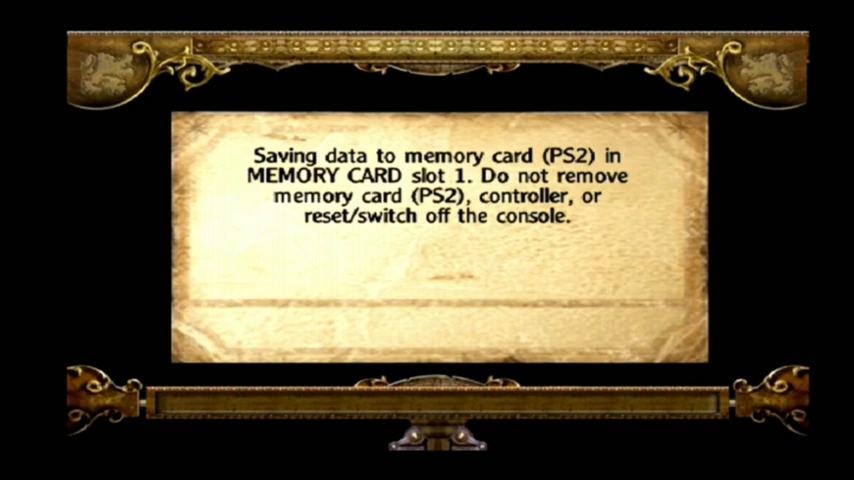 Saving data to memory card (PS2) in
MEMORY CARD slot 1. Do not remove
memory card (PS2), controller, or
reset/switch off the console.